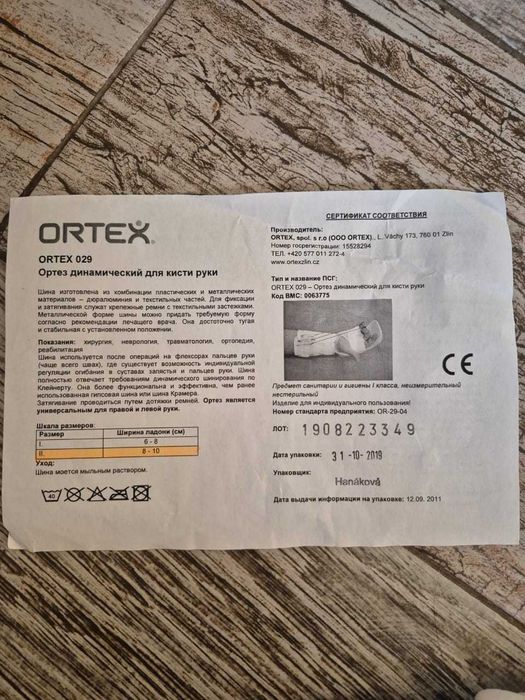 ORTEX
ORTEX 029
Ортез динамический для кисти руки
Шина изготовлена из комбинации пластических и металлических
материалов – дюралюминия и текстильных частей. Для фиксации
и затягивания служат крепежные ремни с текстильными застежками.
Металлической форме шины можно придать требуемую форму
согласно рекомендации лечащего врача. Она достаточно тугая
и стабильная с установленном положении.
Показания: хирургия, неврология, травматология, ортопедия,
реабилитация
Шина используется после операций на флексорах пальцев руки
(чаще всего швах), где существует возможность индивидуальной
регуляции огибания в суставах запястья и пальцев руки. Шина
полностью отвечает требованиям динамического шинирования по
Клейнерту. Она более функциональна и эффективна, чем ранее
использованная гипсовая шина или шина Крамера.
Затягивание регулируется путем дотяжки ремней. Ортез является
универсальным для правой и левой руки.
Шкала размеров:
Размер Ширина ладони (см)
I. 6 - 8
II. 8 - 10
Уход:
Шина моется мыльным раствором.
40
СЕРТИФИКАТ СООТВЕТСТВИЯ
Производитель:
ORTEX, spol. s r.o (ООО ORTEX)., L. Váchy 173, 760 01 Zlín
Номер госрегистрации: 15528294
ТЕЛ. +420 577 011 272-4
www.ortexzlin.cz
Тип и название ПСГ:
ORTEX 029 – Ортез динамический для кисти руки
Код ВМС: 0063775
CE
Предмет санитарии и гигиены I класса, неизмерительный
нестерильный
Изделие для индивидуального пользования!
Номер стандарта предприятия: OR-29-04
ЛОТ: 1908223349
Дата упаковки: 31-10-2019
Упаковщик: Hanáková
Дата выдачи информации на упаковке: 12.09. 2011